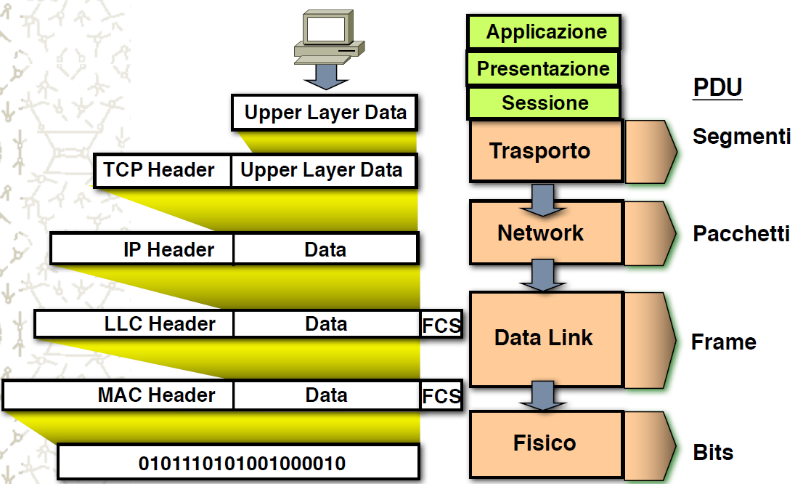 Applicazione
Presentazione
Sessione
PDU
Upper Layer Data
Trasporto
Segmenti
TCP Header Upper Layer Data
IP Header Data
Network
Pacchetti
LLC Header Data FCS
Data Link
Frame
MAC Header Data FCS
Fisico
Bits
0101110101001000010